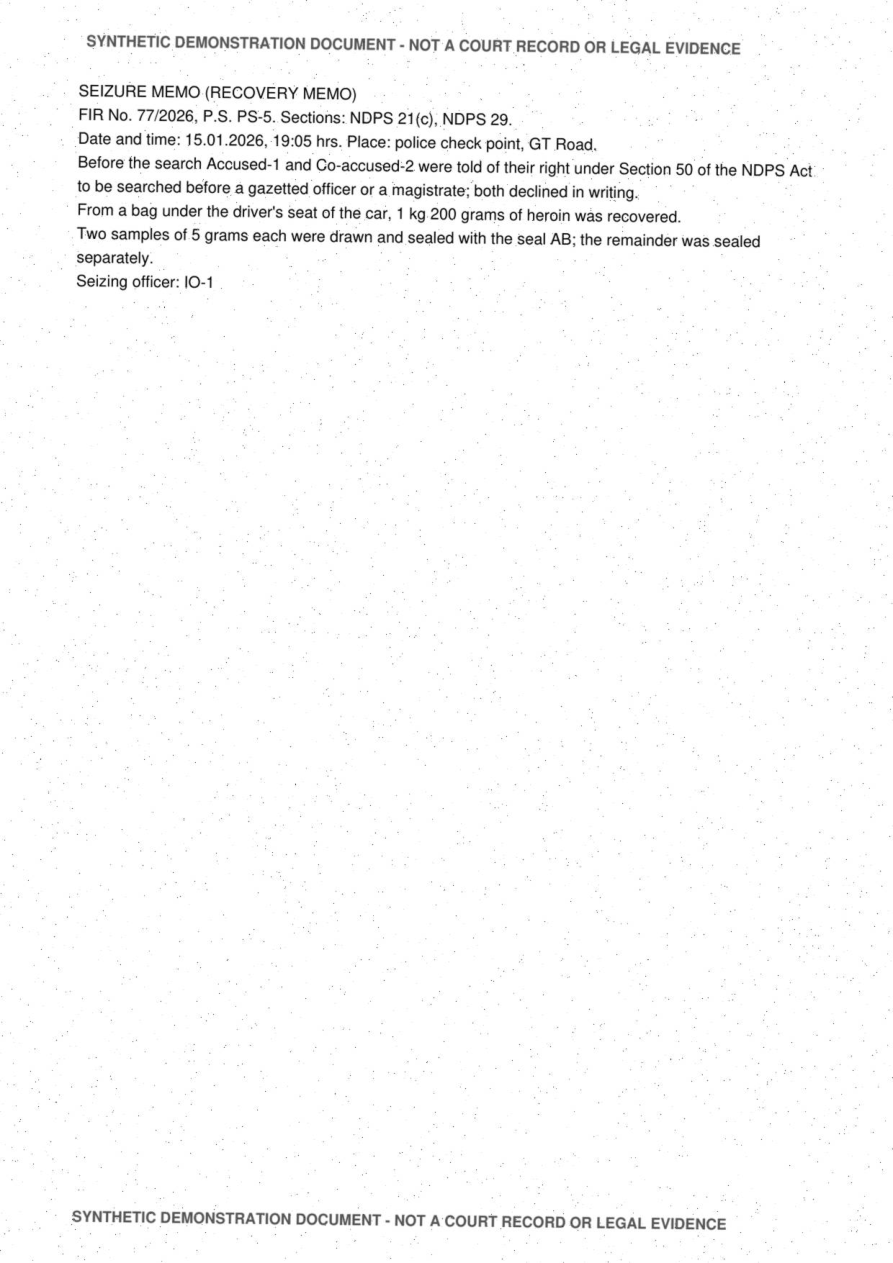 SYNTHETIC DEMONSTRATION DOCUMENT - NOT A COURT RECORD OR LEGAL EVIDENCE
SEIZURE MEMO (RECOVERY MEMO)
FIR No. 77/2026, P.S. PS-5. Sections: NDPS 21(c), NDPS 29.
Date and time: 15.01.2026, 19:05 hrs. Place: police check point, GT Road.
Before the search Accused-1 and Co-accused-2 were told of their right under Section 50 of the NDPS Act
to be searched before a gazetted officer or a magistrate; both declined in writing.
From a bag under the driver's seat of the car, 1 kg 200 grams of heroin was recovered.
Two samples of 5 grams each were drawn and sealed with the seal AB; the remainder was sealed
separately.
Seizing officer: IO-1
SYNTHETIC DEMONSTRATION DOCUMENT - NOT A COURT RECORD OR LEGAL EVIDENCE